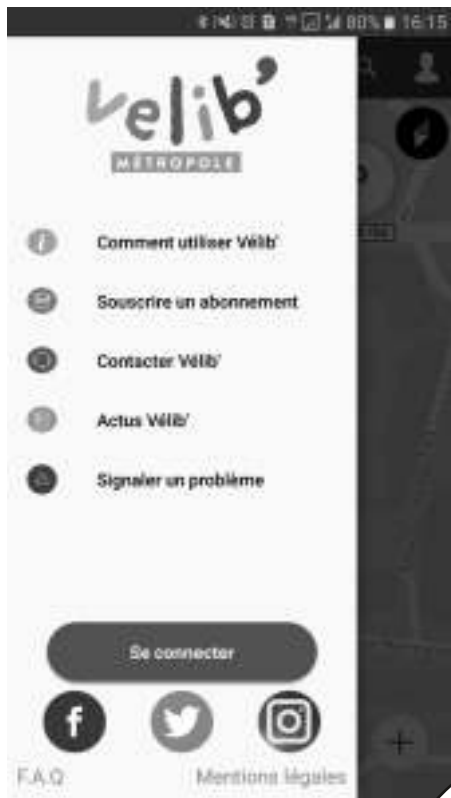 80% 16:15
velib'
MÉTROPOLE
Comment utiliser Vélib'
Souscrire un abonnement
Contacter Vélib'
Actus Vélib'
Signaler un problème
Se connecter
F.A.Q
Mentions légales